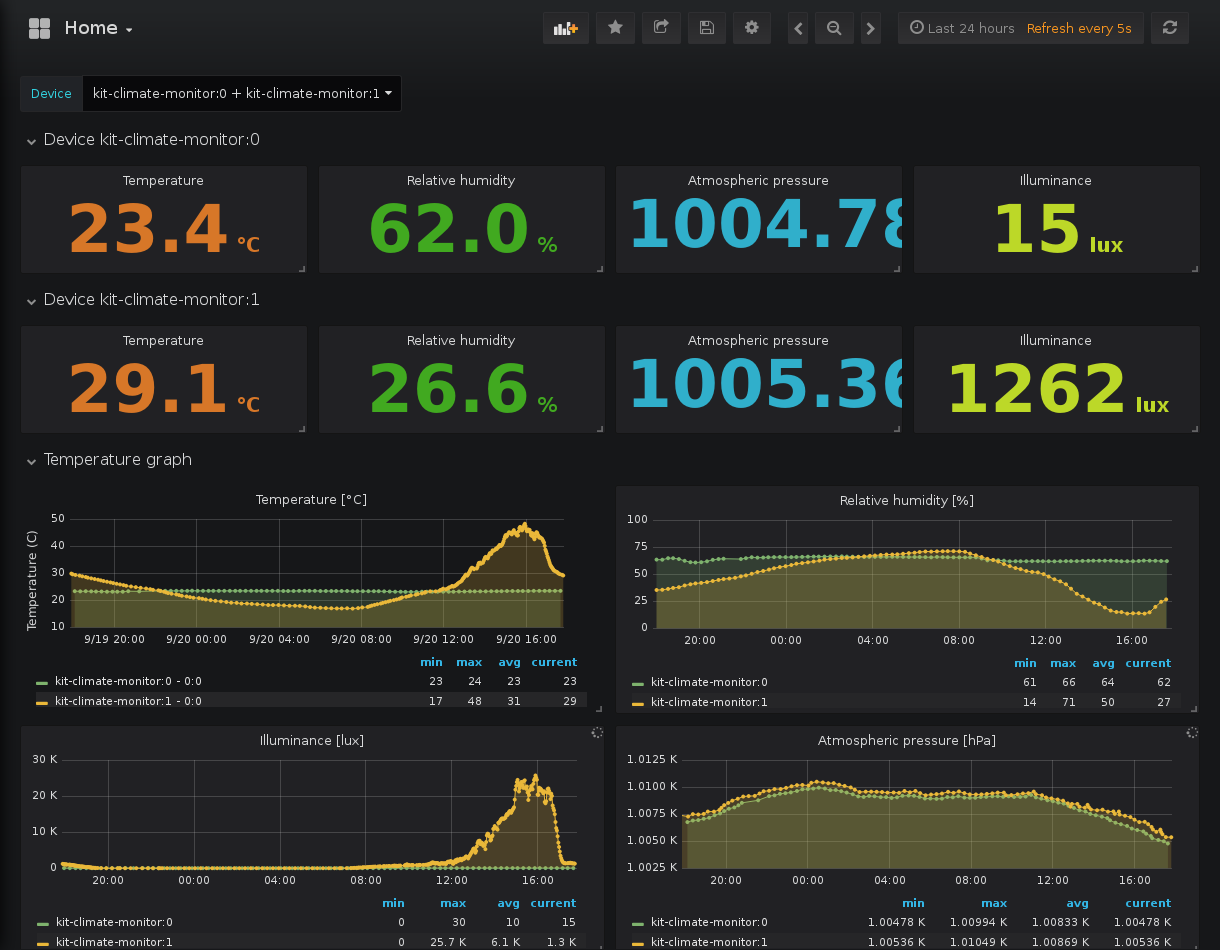 Home
Last 24 hours Refresh every 5s
Device kit-climate-monitor:0 + kit-climate-monitor:1
Device kit-climate-monitor:0
Temperature Relative humidity Atmospheric pressure Illuminance
23.4 °C 62.0 % 1004.78 15 lux
Device kit-climate-monitor:1
Temperature Relative humidity Atmospheric pressure Illuminance
29.1 °C 26.6 % 1005.36 1262 lux
Temperature graph
Temperature [°C]
Temperature (C)
50
40
30
20
10
9/19 20:00 9/20 00:00 9/20 04:00 9/20 08:00 9/20 12:00 9/20 16:00
min max avg current
kit-climate-monitor:0 - 0:0 23 24 23 23
kit-climate-monitor:1 - 0:0 17 48 31 29
Relative humidity [%]
100
75
50
25
0
20:00 00:00 04:00 08:00 12:00 16:00
min max avg current
kit-climate-monitor:0 61 66 64 62
kit-climate-monitor:1 14 71 50 27
Illuminance [lux]
30 K
20 K
10 K
0
20:00 00:00 04:00 08:00 12:00 16:00
min max avg current
kit-climate-monitor:0 0 30 10 15
kit-climate-monitor:1 0 25.7 K 6.1 K 1.3 K
Atmospheric pressure [hPa]
1.0125 K
1.0100 K
1.0075 K
1.0050 K
1.0025 K
20:00 00:00 04:00 08:00 12:00 16:00
min max avg current
kit-climate-monitor:0 1.00478 K 1.00994 K 1.00833 K 1.00478 K
kit-climate-monitor:1 1.00536 K 1.01049 K 1.00869 K 1.00536 K